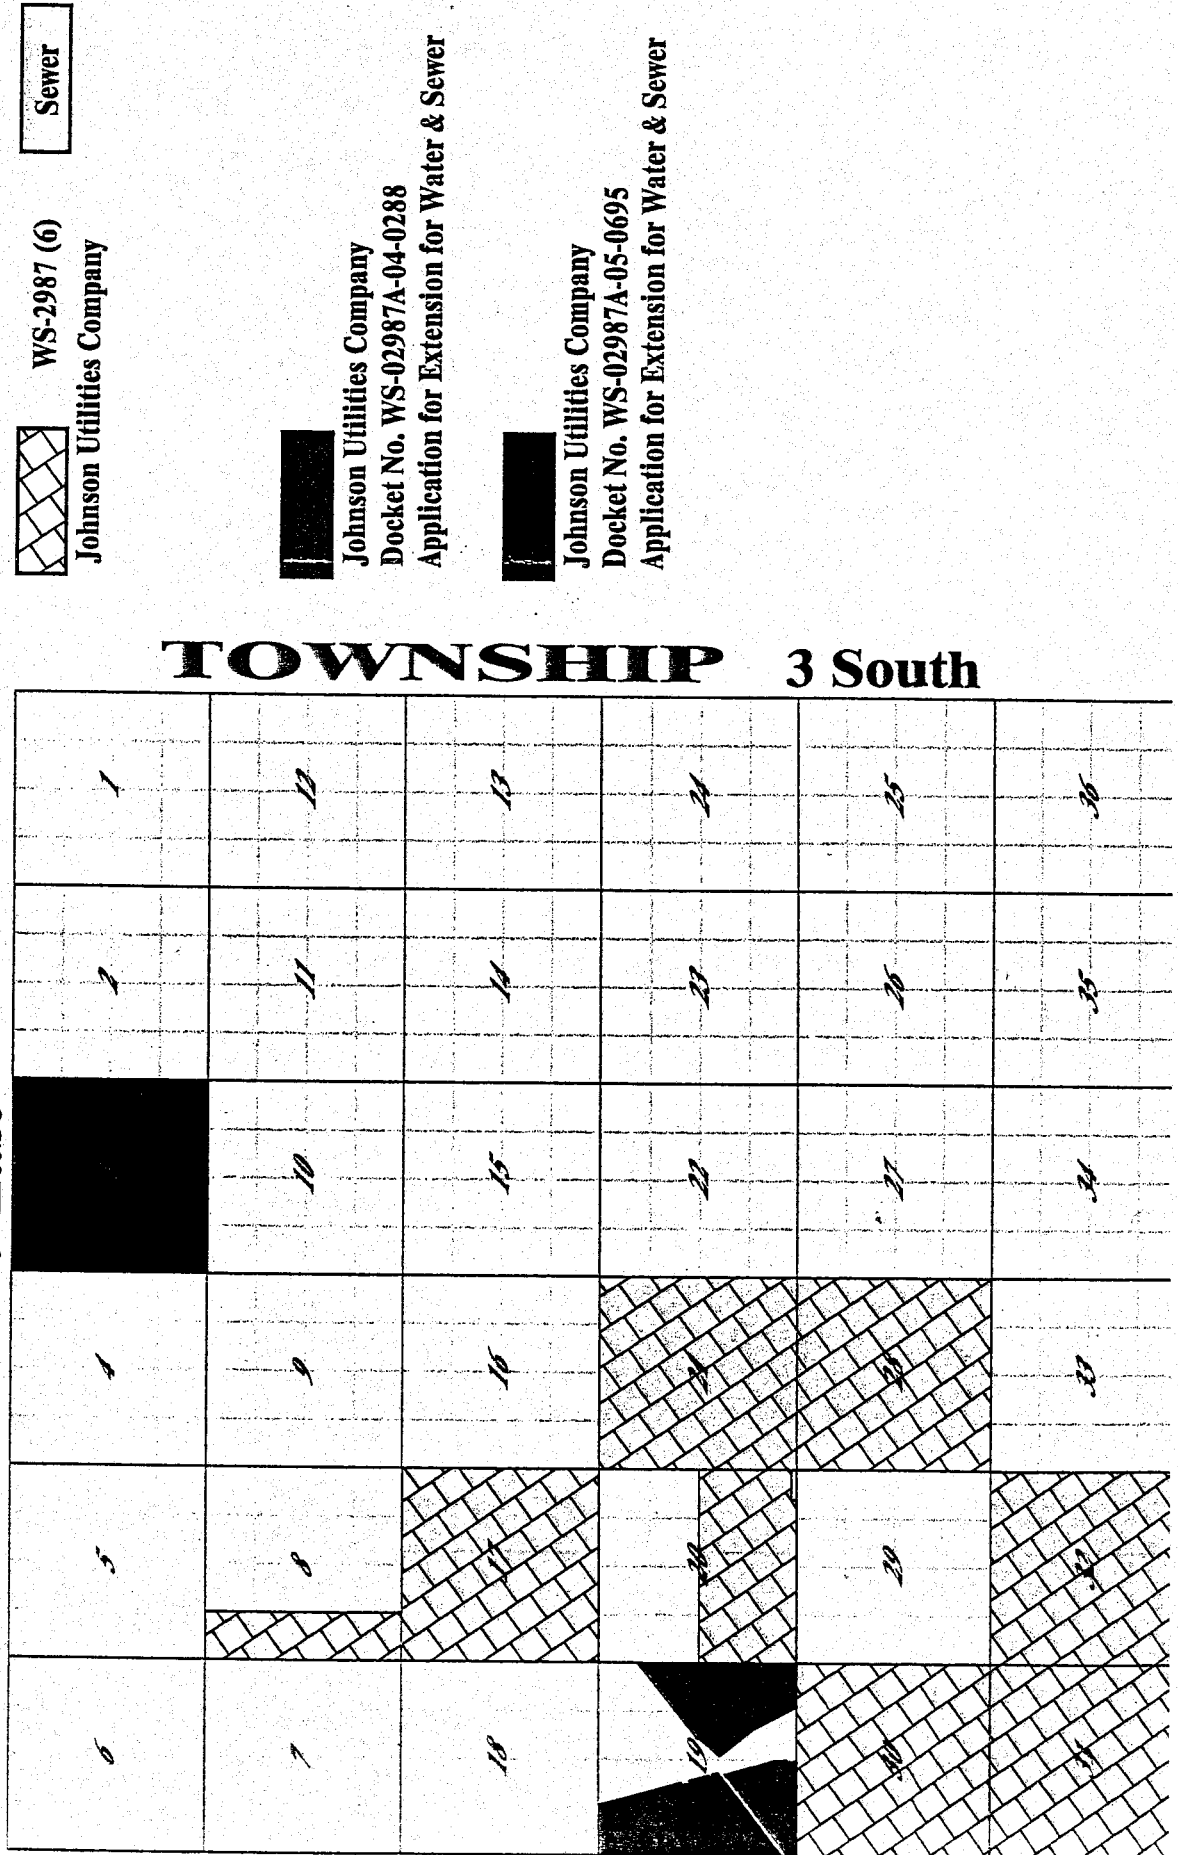 Sewer
WS-2987 (6)
Johnson Utilities Company
Johnson Utilities Company
Docket No. WS-02987A-04-0288
Application for Extension for Water & Sewer
Johnson Utilities Company
Docket No. WS-02987A-05-0695
Application for Extension for Water & Sewer
TOWNSHIP 3 South
6 5 4 2 1
7 8 9 10 11 12
18 17 16 15 14 13
19 20 21 22 23 24
30 29 28 27 26 25
31 32 33 34 35 36